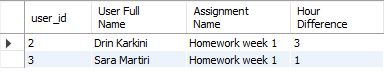 user_id User Full Name Assignment Name Hour Difference
2 Drin Karkini Homework week 1 3
3 Sara Martiri Homework week 1 1